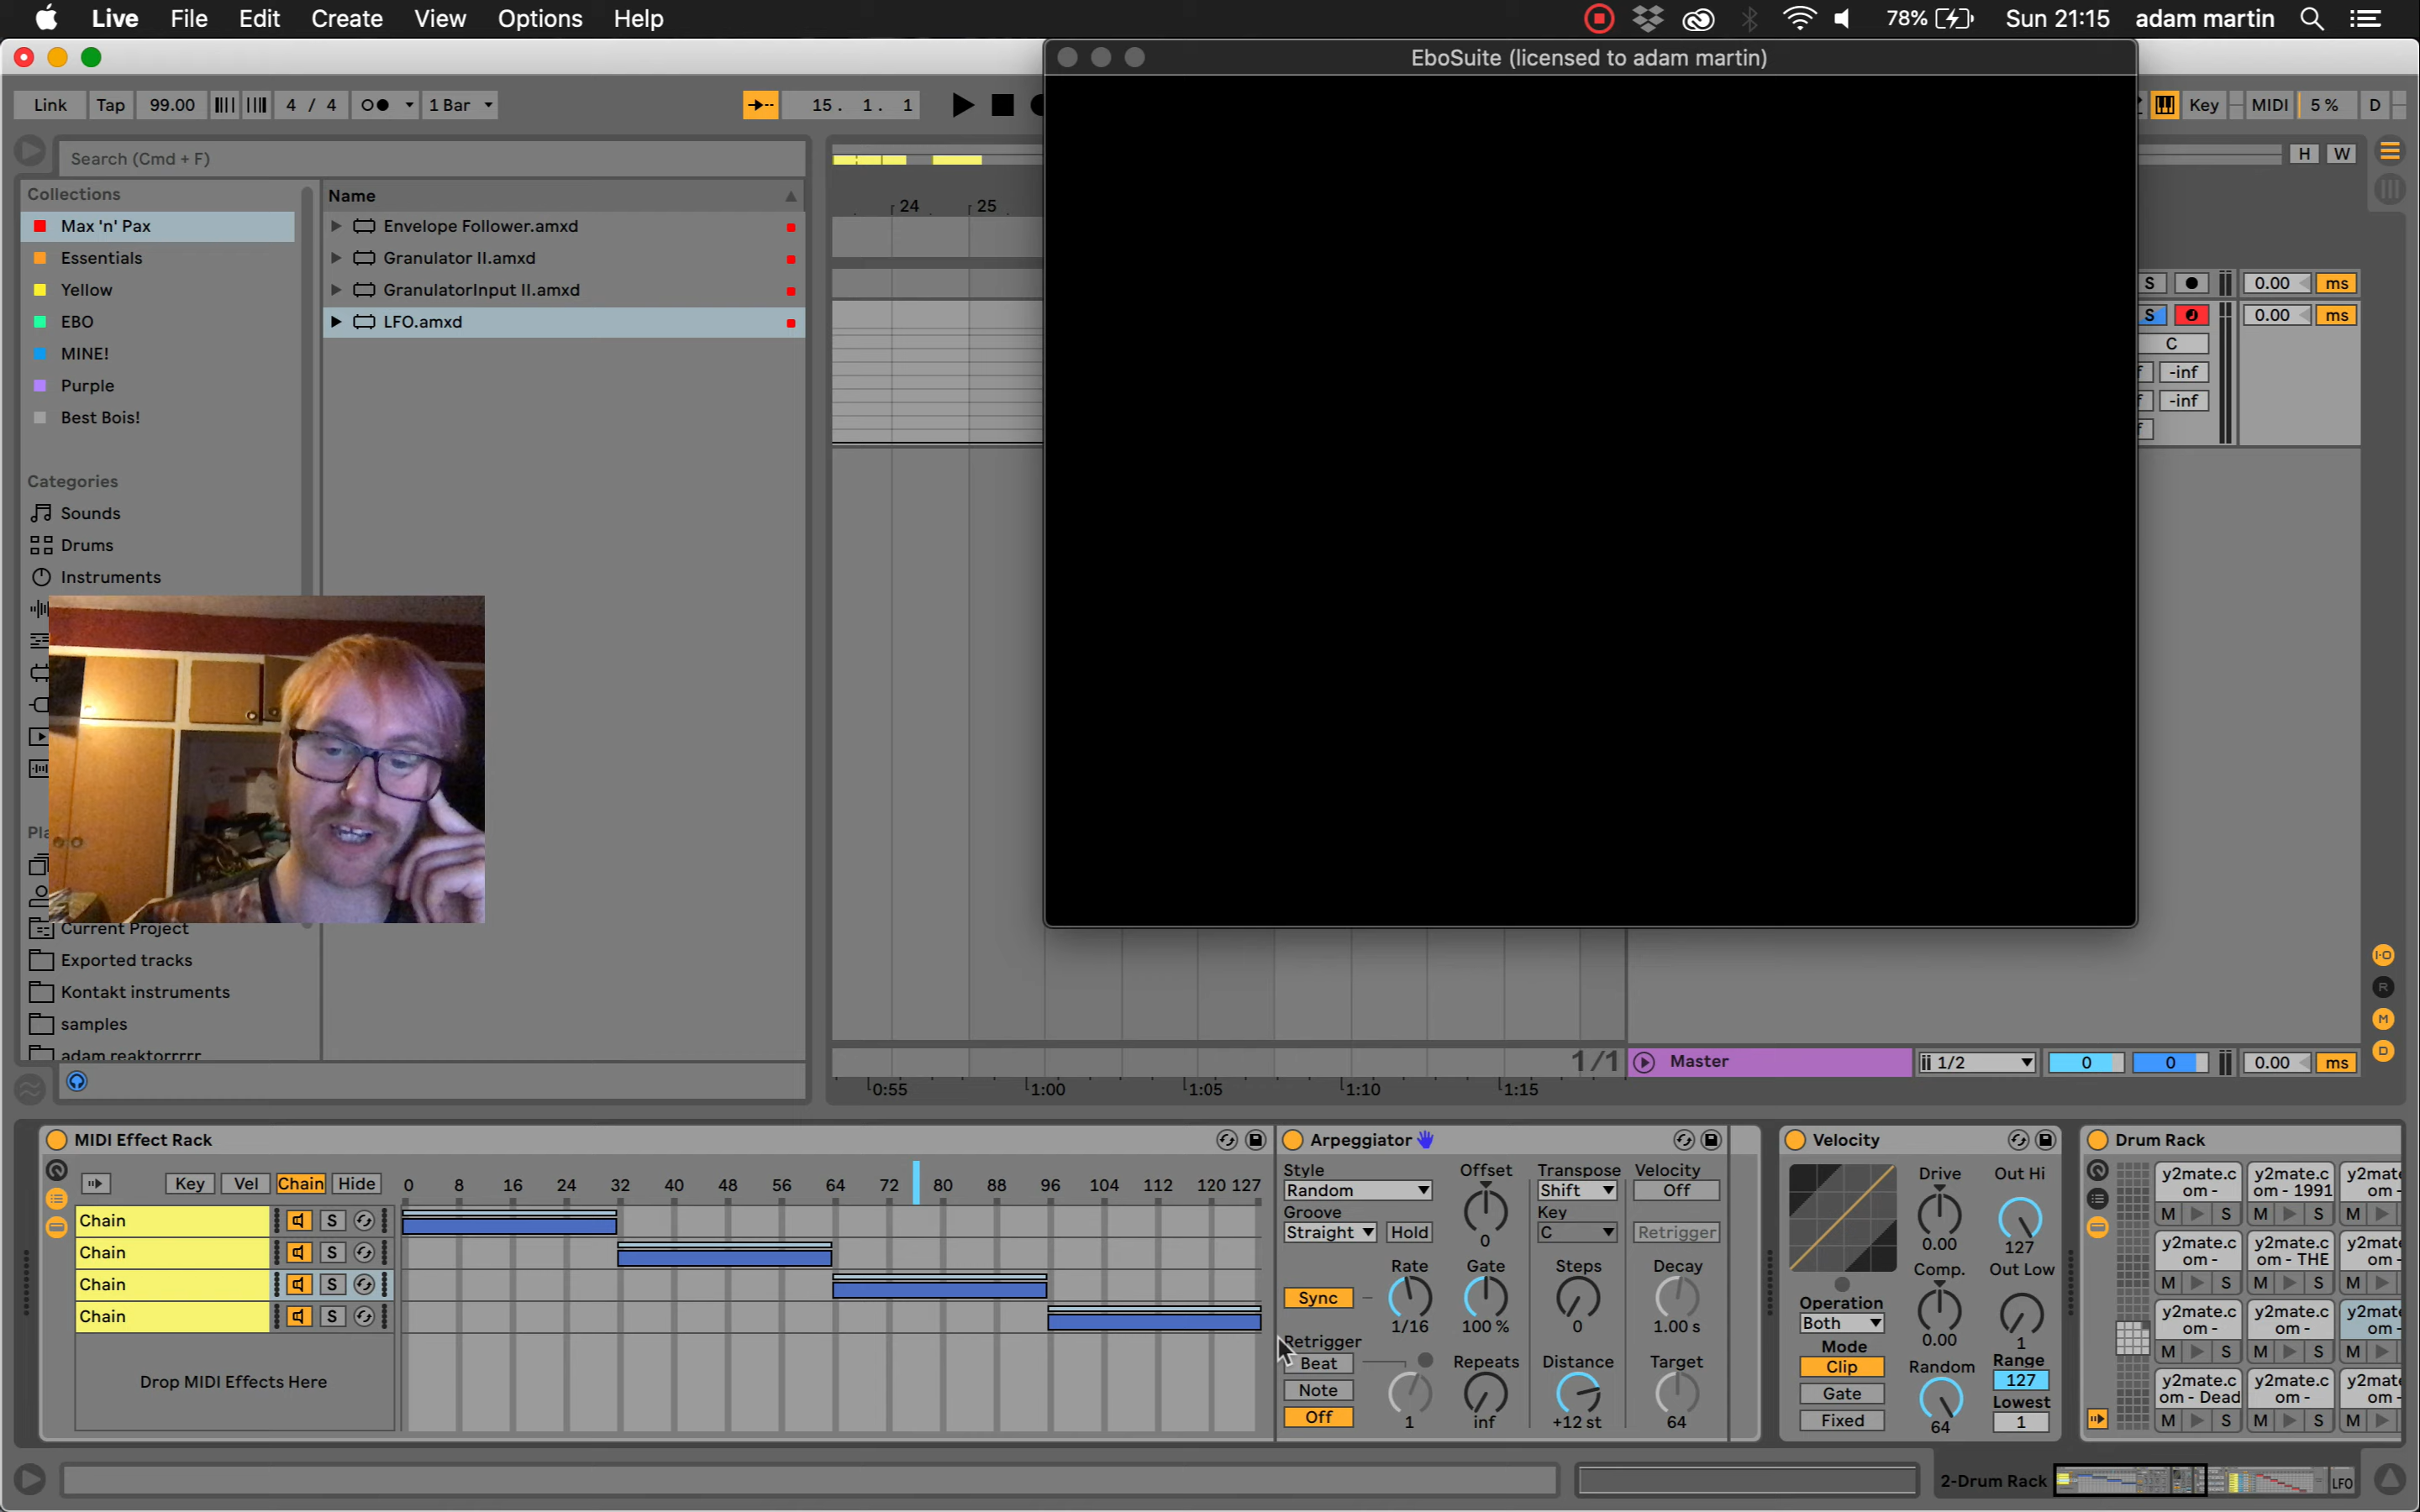 Live File Edit Create View Options Help 78% Sun 21:15 adam martin
EboSuite (licensed to adam martin)
Link Tap 99.00 4 / 4 1 Bar 15. 1. 1 Key MIDI 5 % D
Search (Cmd + F)
H W
Collections
Max 'n' Pax
Essentials
Yellow
EBO
MINE!
Purple
Best Bois!
Categories
Sounds
Drums
Instruments
Current Project
Exported tracks
Kontakt instruments
samples
adam reaktorrrrr
Name
Envelope Follower.amxd
Granulator II.amxd
GranulatorInput II.amxd
LFO.amxd
24 25
S 0.00 ms
S 0.00 ms
C
-inf
-inf
1/1 Master 1/2 0 0 0.00 ms
0:55 1:00 1:05 1:10 1:15
I·O
R
M
D
MIDI Effect Rack
Key Vel Chain Hide 0 8 16 24 32 40 48 56 64 72 80 88 96 104 112 120 127
Chain S
Chain S
Chain S
Chain S
Drop MIDI Effects Here
Arpeggiator
Style Offset Transpose Velocity
Random Shift Off
Groove Key
Straight Hold 0 C Retrigger
Rate Gate Steps Decay
Sync 1/16 100 % 0 1.00 s
Retrigger
Beat Repeats Distance Target
Note
Off 1 inf +12 st 64
Velocity
Drive Out Hi
0.00 127
Comp. Out Low
Operation
Both 0.00 1
Mode
Clip Random Range
127
Gate Lowest
Fixed 64 1
Drum Rack
y2mate.c y2mate.c y2mate
om - om - 1991 om -
M S M S M
y2mate.c y2mate.c y2mate
om - om - THE om -
M S M S M
y2mate.c y2mate.c y2mate
om - om - om -
M S M S M
y2mate.c y2mate.c y2mate
om - Dead om - om -
M S M S M
2-Drum Rack LFO